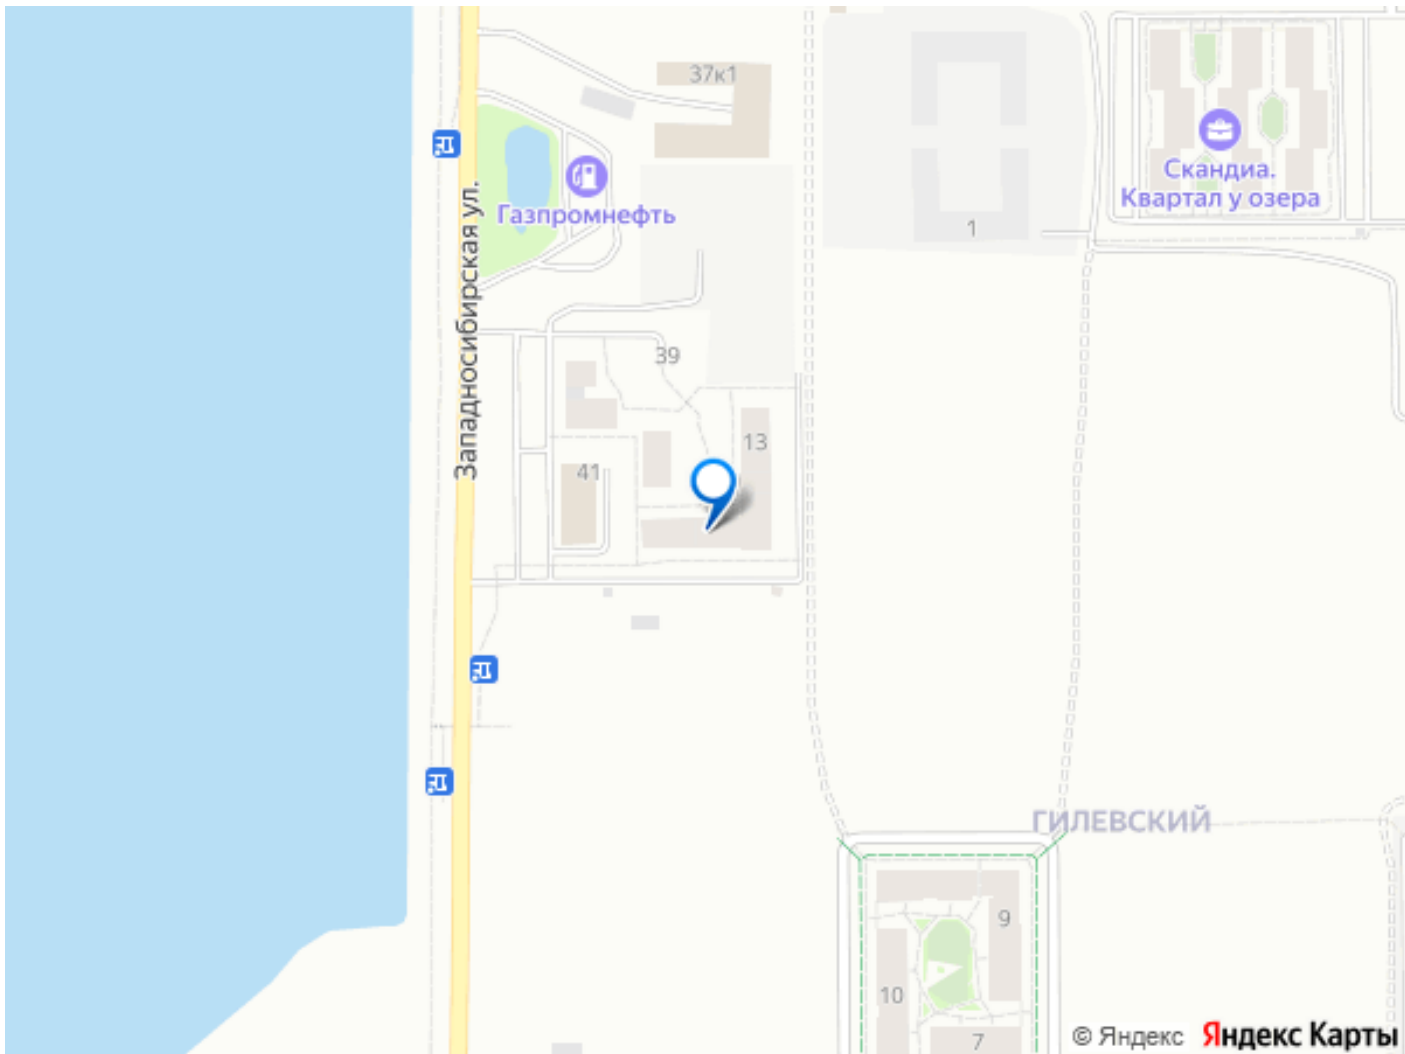 37к1
Скандиа.
Квартал у озера
Газпромнефть
1
Западносибирская ул.
39
13
41
ГИЛЕВСКИЙ
9
10
7
© Яндекс Яндекс Карты